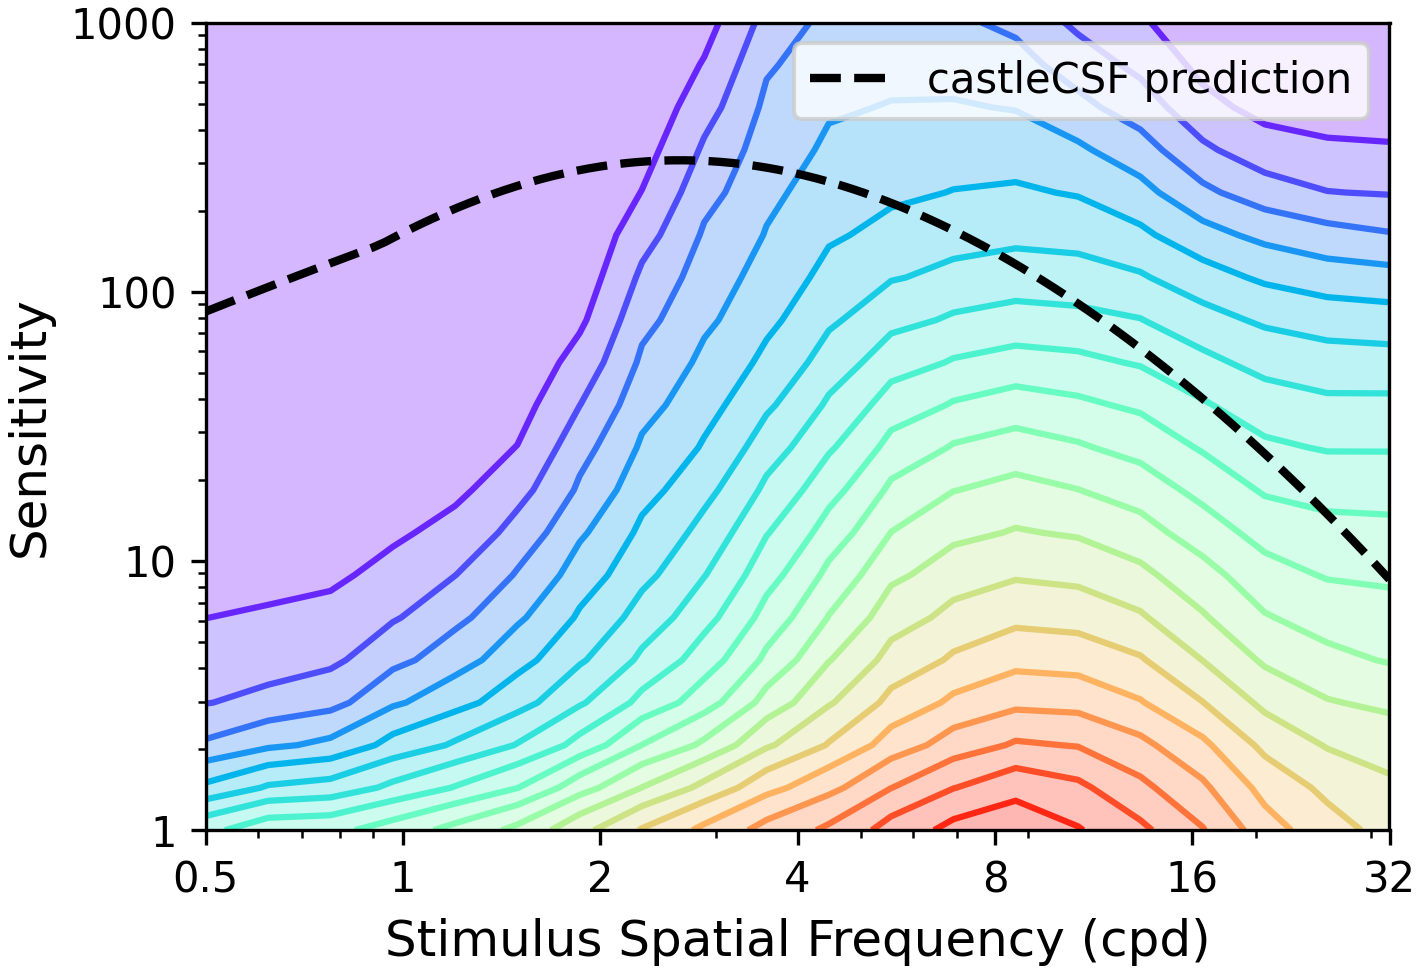 1000
100
10
1
Sensitivity
castleCSF prediction
0.5 1 2 4 8 16 32
Stimulus Spatial Frequency (cpd)